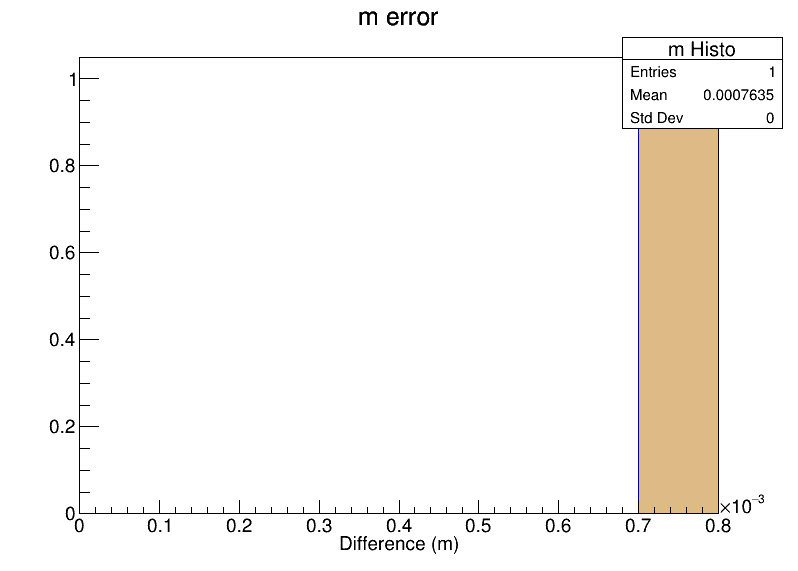 m error
m Histo
Entries 1
Mean 0.0007635
Std Dev 0
1
0.8
0.6
0.4
0.2
0
0 0.1 0.2 0.3 0.4 0.5 0.6 0.7 0.8
×10⁻³
Difference (m)